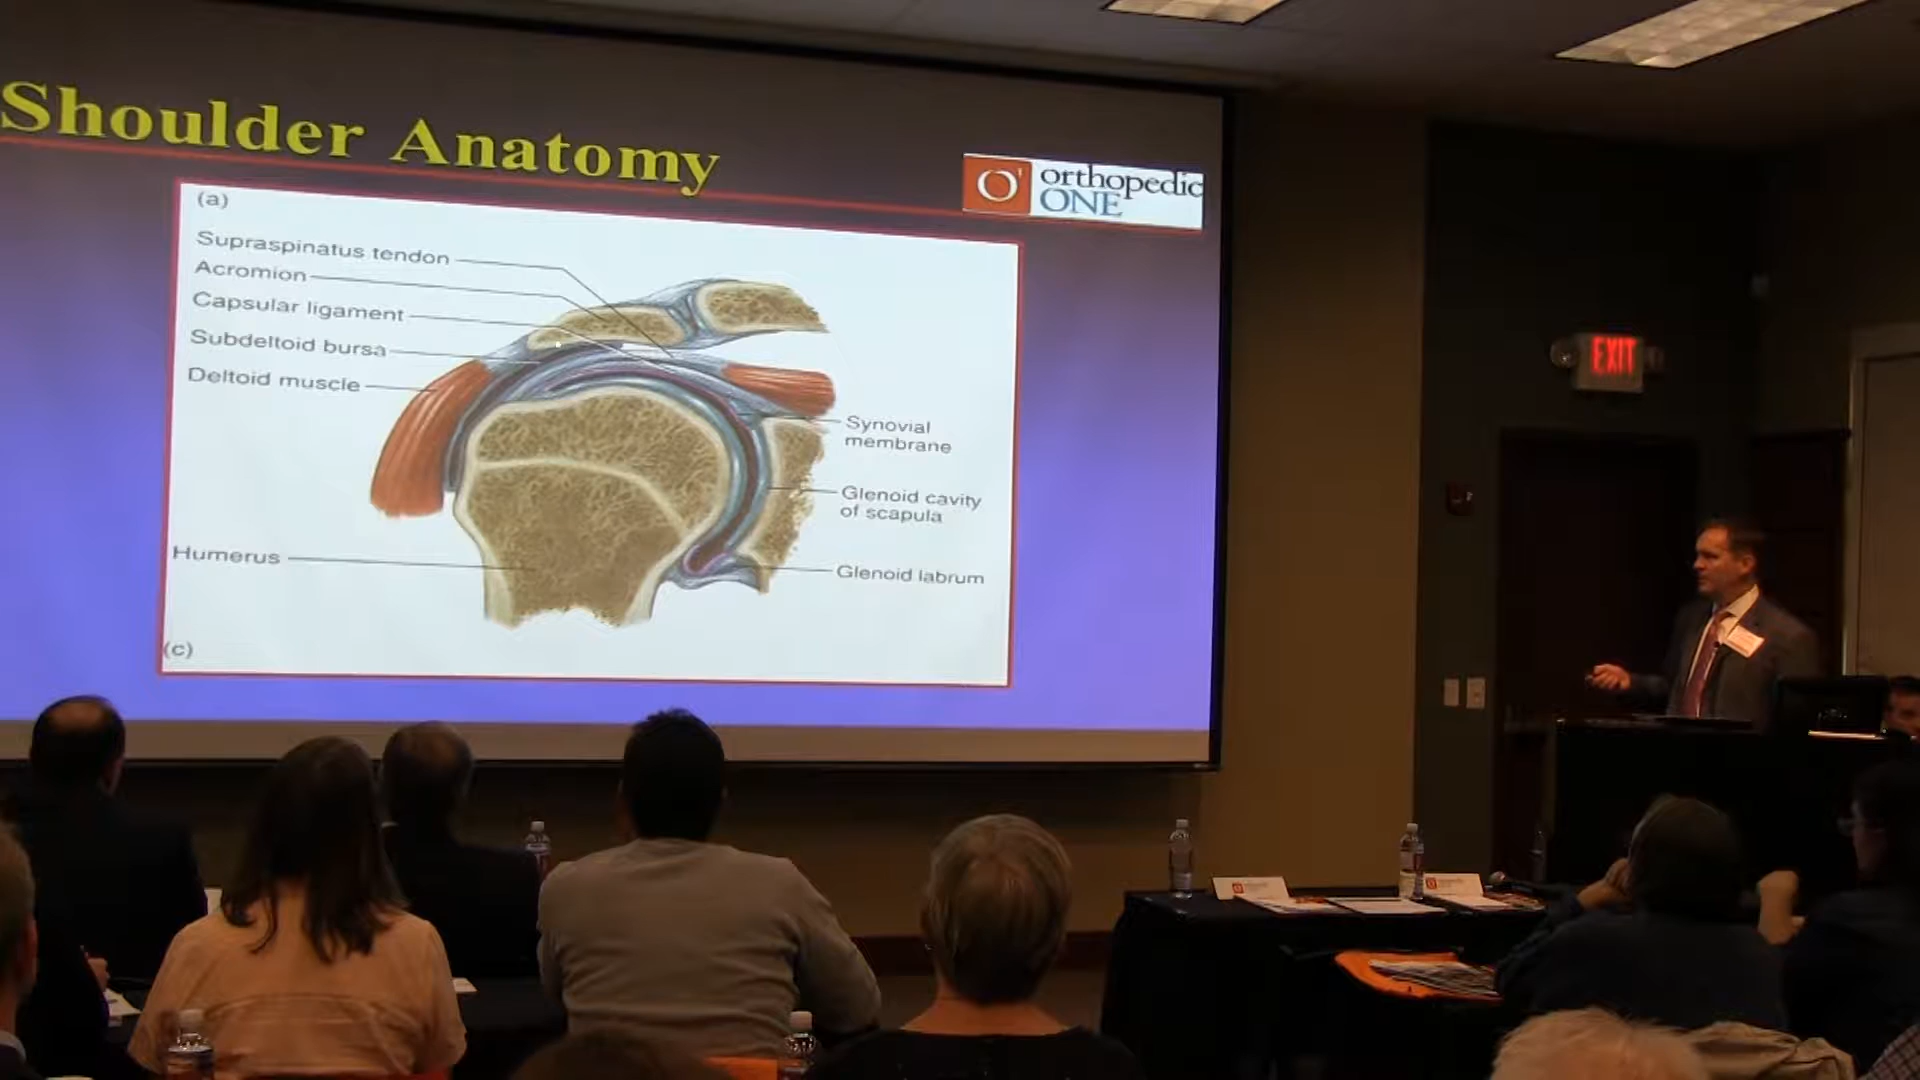 Shoulder Anatomy
orthopedic
ONE
(a)
Supraspinatus tendon
Acromion
Capsular ligament
Subdeltoid bursa
Deltoid muscle
Synovial
membrane
Glenoid cavity
of scapula
Humerus
Glenoid labrum
(c)
EXIT